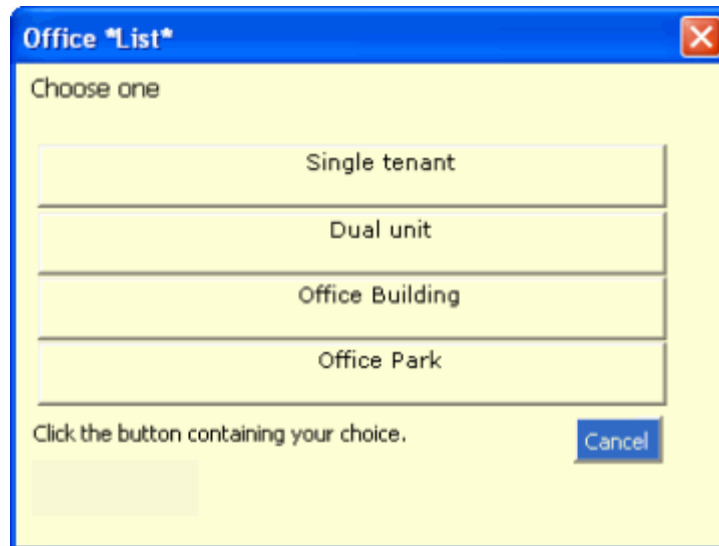 Office *List*
Choose one
Single tenant
Dual unit
Office Building
Office Park
Click the button containing your choice.
Cancel